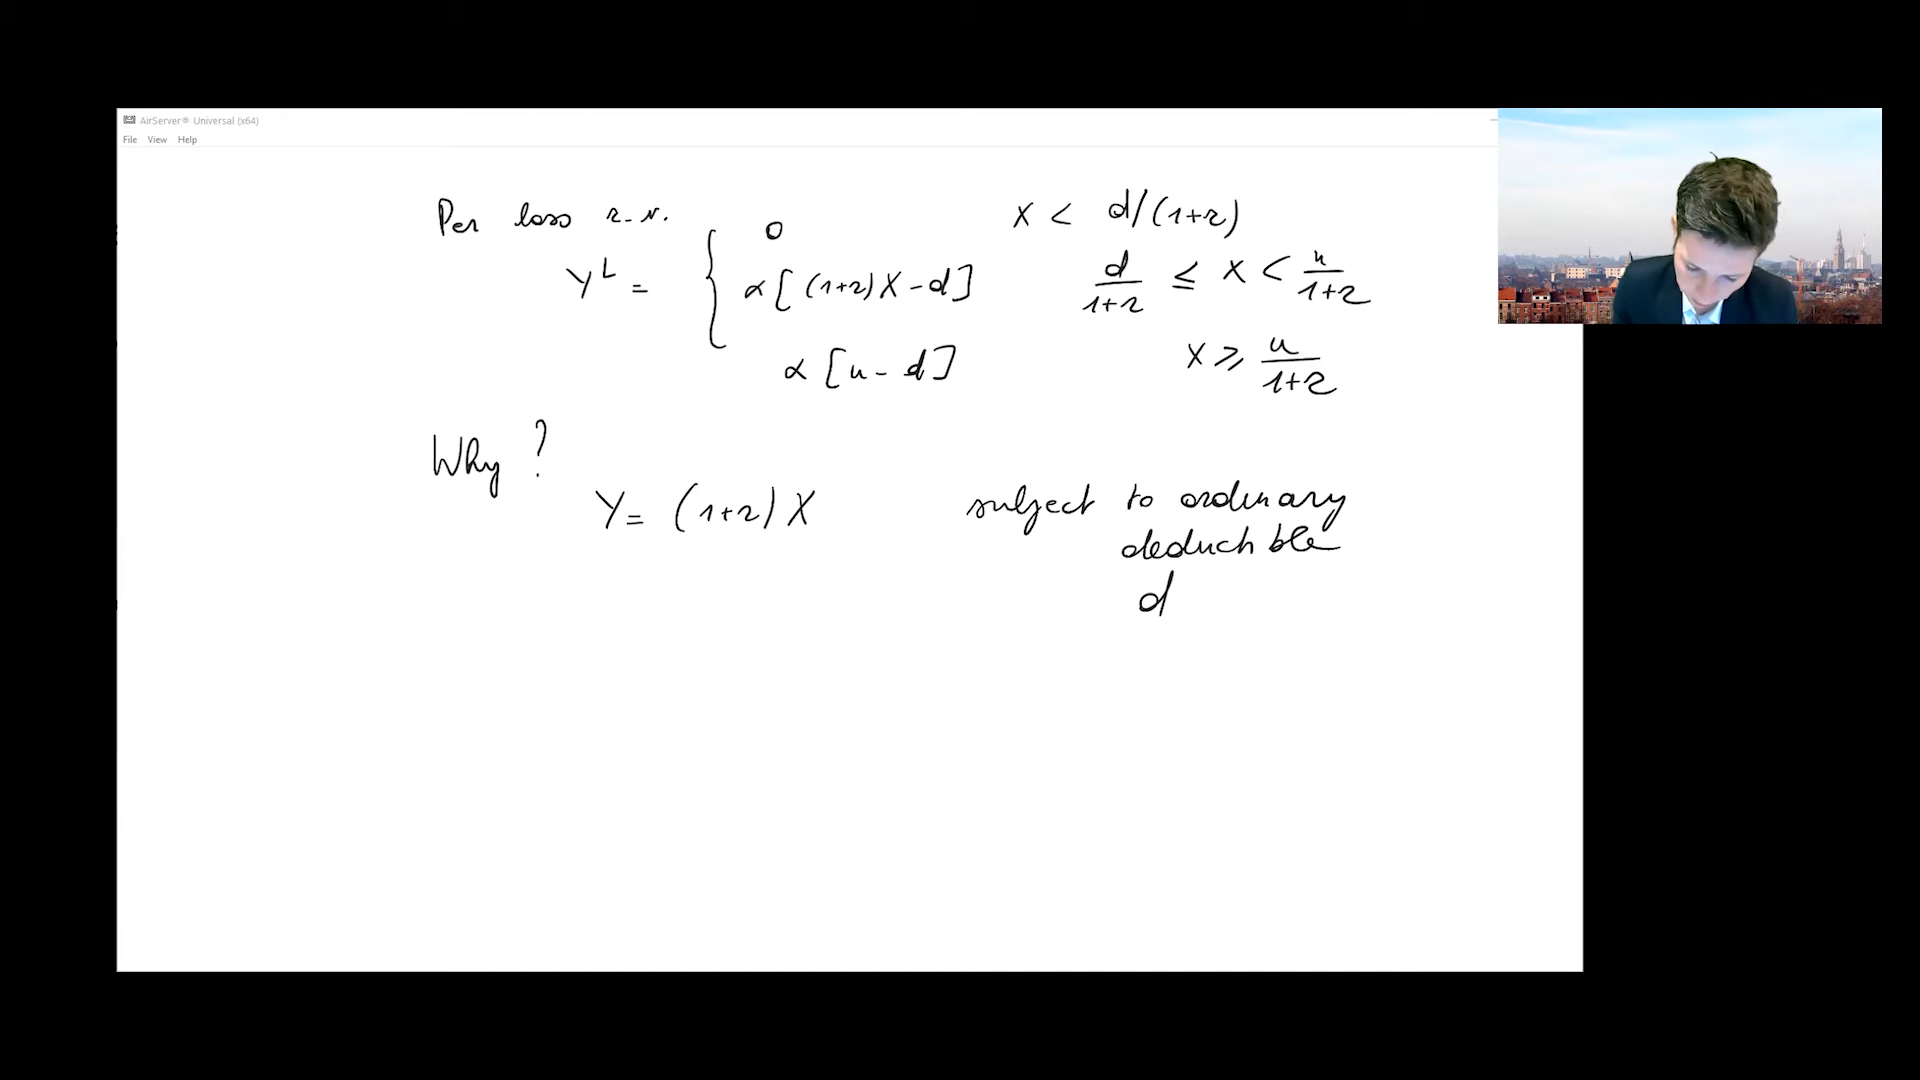 AirServer® Universal (x64)
File View Help
Per loss r.v.
0 X < d/(1+r)
Y^L = { α[(1+r)X-d] d/(1+r) ≤ X < u/(1+r)
α[u-d] X ≥ u/(1+r)
Why?
Y = (1+r)X subject to ordinary
deductible
d